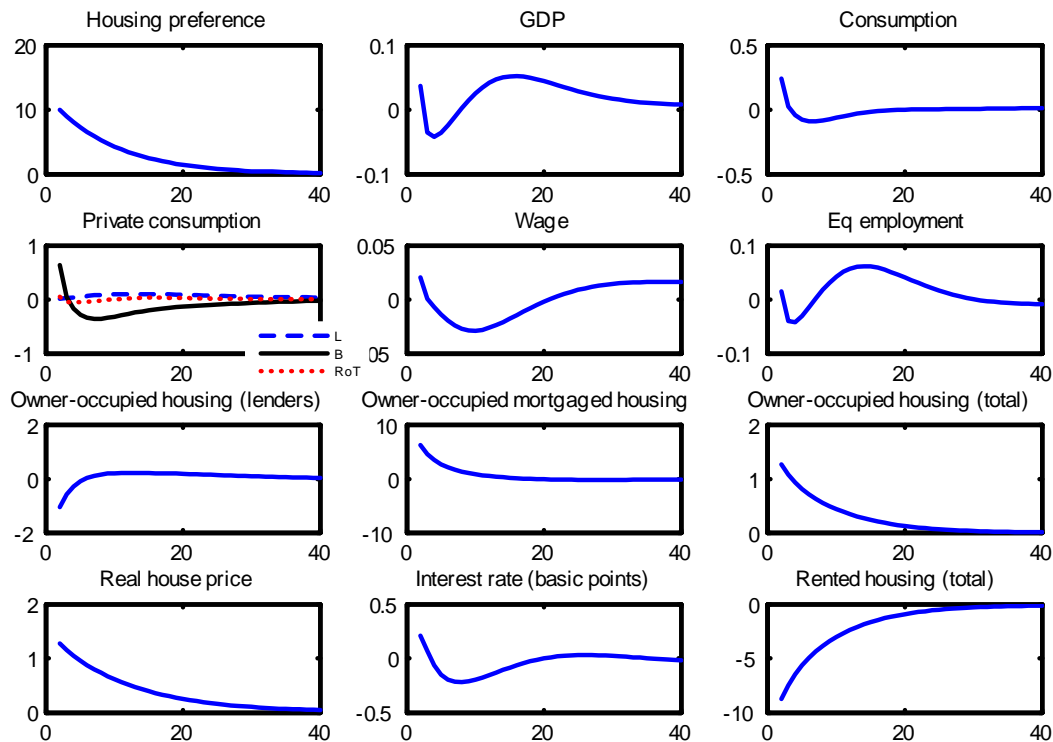 Housing preference
GDP
Consumption
20
10
0
0 20 40
0.1
0
-0.1
0 20 40
0.5
0
-0.5
0 20 40
Private consumption
Wage
Eq employment
1
0
-1
0
L
B
RoT
0.05
0
05
0 20 40
0.1
0
-0.1
0 20 40
Owner-occupied housing (lenders)
Owner-occupied mortgaged housing
Owner-occupied housing (total)
2
0
-2
0 20 40
10
0
-10
0 20 40
2
1
0
0 20 40
Real house price
Interest rate (basic points)
Rented housing (total)
2
1
0
0 20 40
0.5
0
-0.5
0 20 40
0
-5
-10
0 20 40